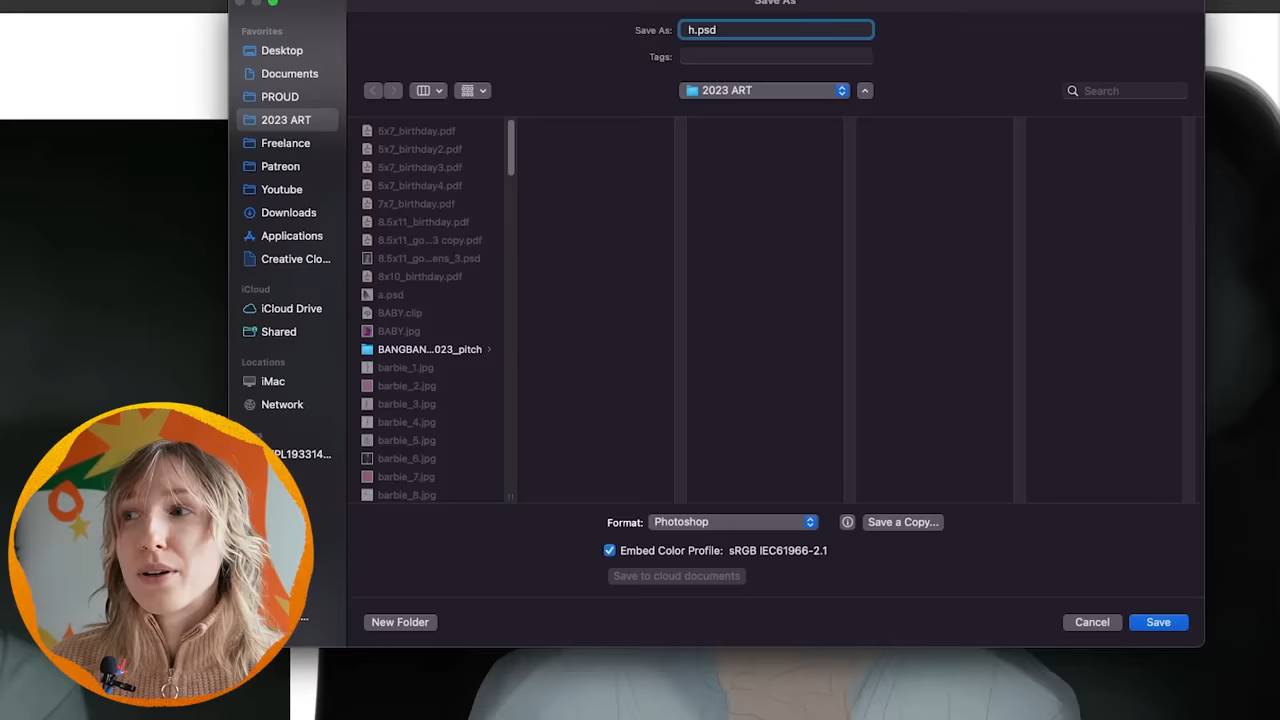 Save As
Save As: h.psd
Tags:
Favorites
Desktop
Documents
PROUD
2023 ART
Freelance
Patreon
Youtube
Downloads
Applications
Creative Clo...
iCloud
iCloud Drive
Shared
Locations
iMac
Network
PL193314...
2023 ART
Search
5x7_birthday.pdf
5x7_birthday2.pdf
5x7_birthday3.pdf
5x7_birthday4.pdf
7x7_birthday.pdf
8.5x11_birthday.pdf
8.5x11_go...3 copy.pdf
8.5x11_go...ens_3.psd
8x10_birthday.pdf
a.psd
BABY.clip
BABY.jpg
BANGBAN...023_pitch
barbie_1.jpg
barbie_2.jpg
barbie_3.jpg
barbie_4.jpg
barbie_5.jpg
barbie_6.jpg
barbie_7.jpg
barbie_8.jpg
Format: Photoshop
Save a Copy...
Embed Color Profile: sRGB IEC61966-2.1
Save to cloud documents
New Folder
Cancel
Save